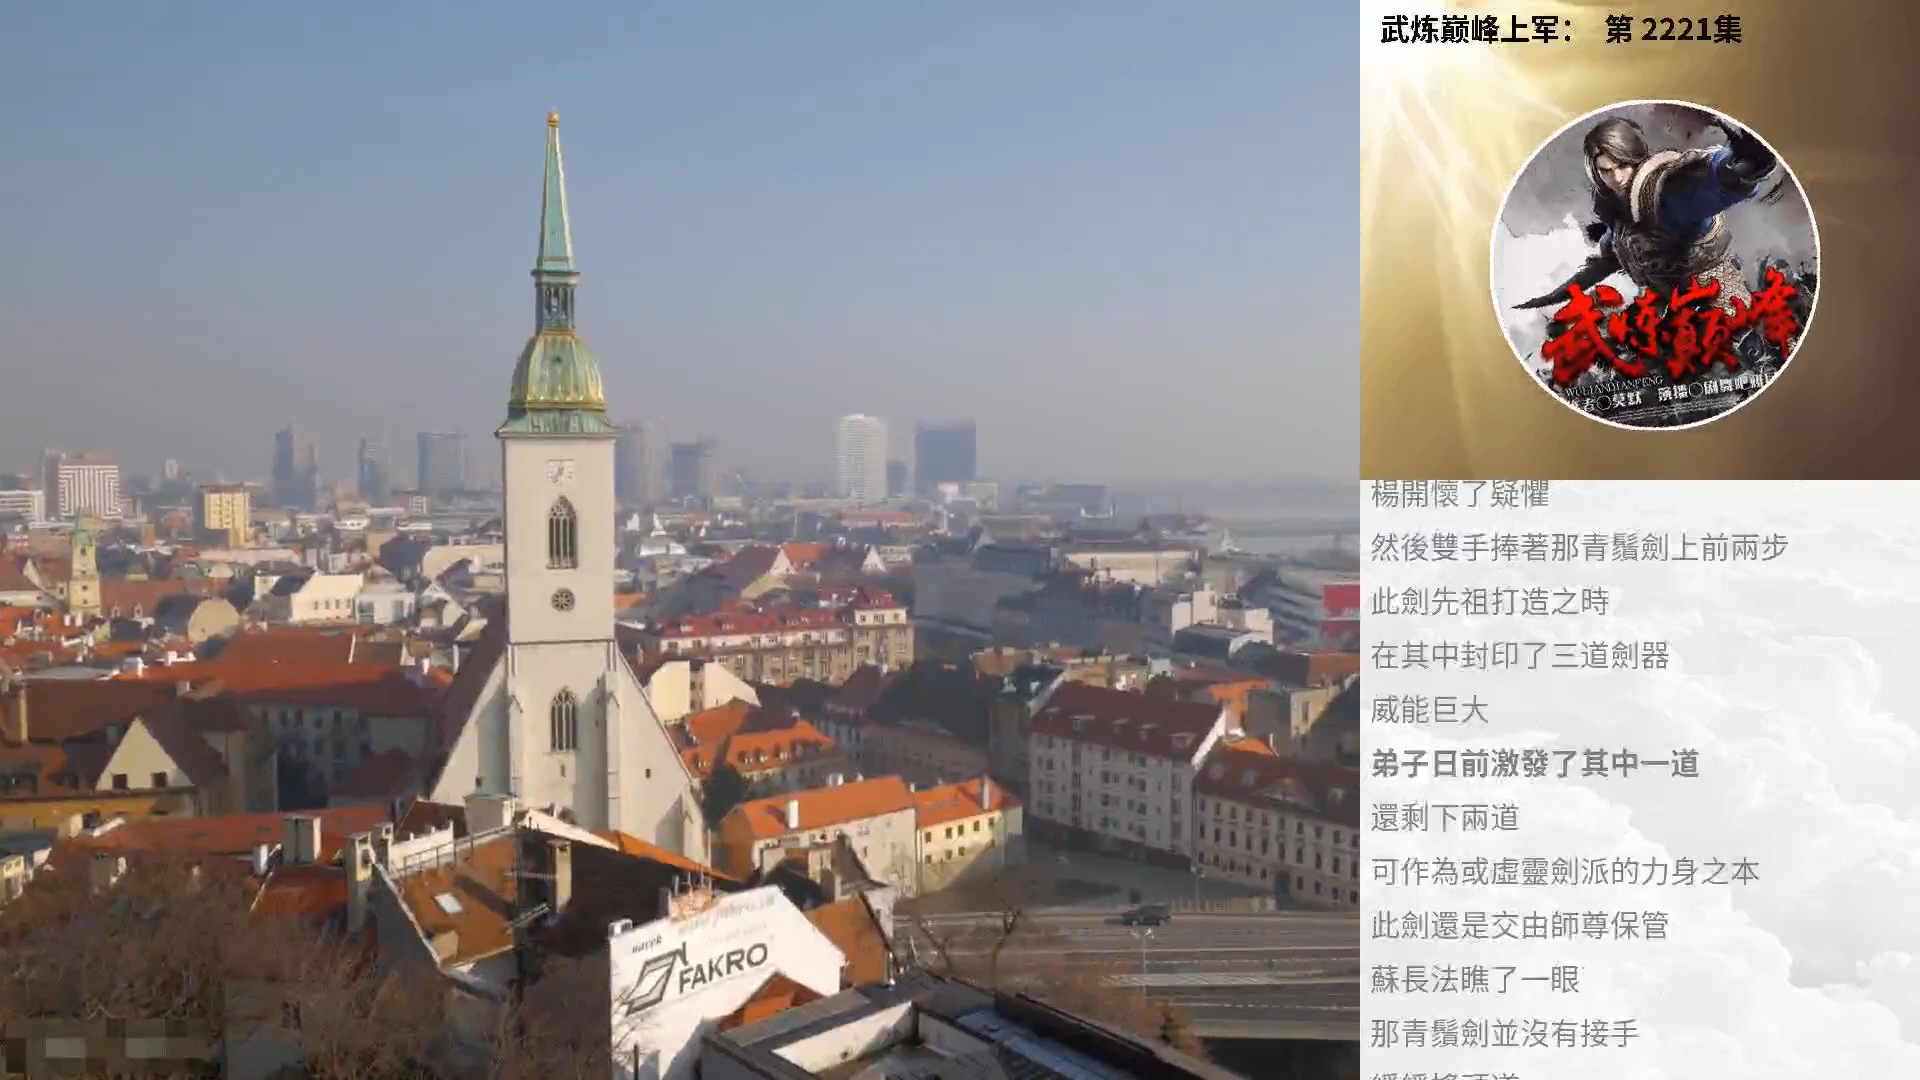 武炼巅峰上军： 第 2221集
武炼巅峰
WULIANDIANFENG
楊開懷了疑懼
然後雙手捧著那青鬚劍上前兩步
此劍先祖打造之時
在其中封印了三道劍器
威能巨大
弟子日前激發了其中一道
還剩下兩道
可作為或虛靈劍派的力身之本
此劍還是交由師尊保管
蘇長法瞧了一眼
那青鬚劍並沒有接手
FAKRO